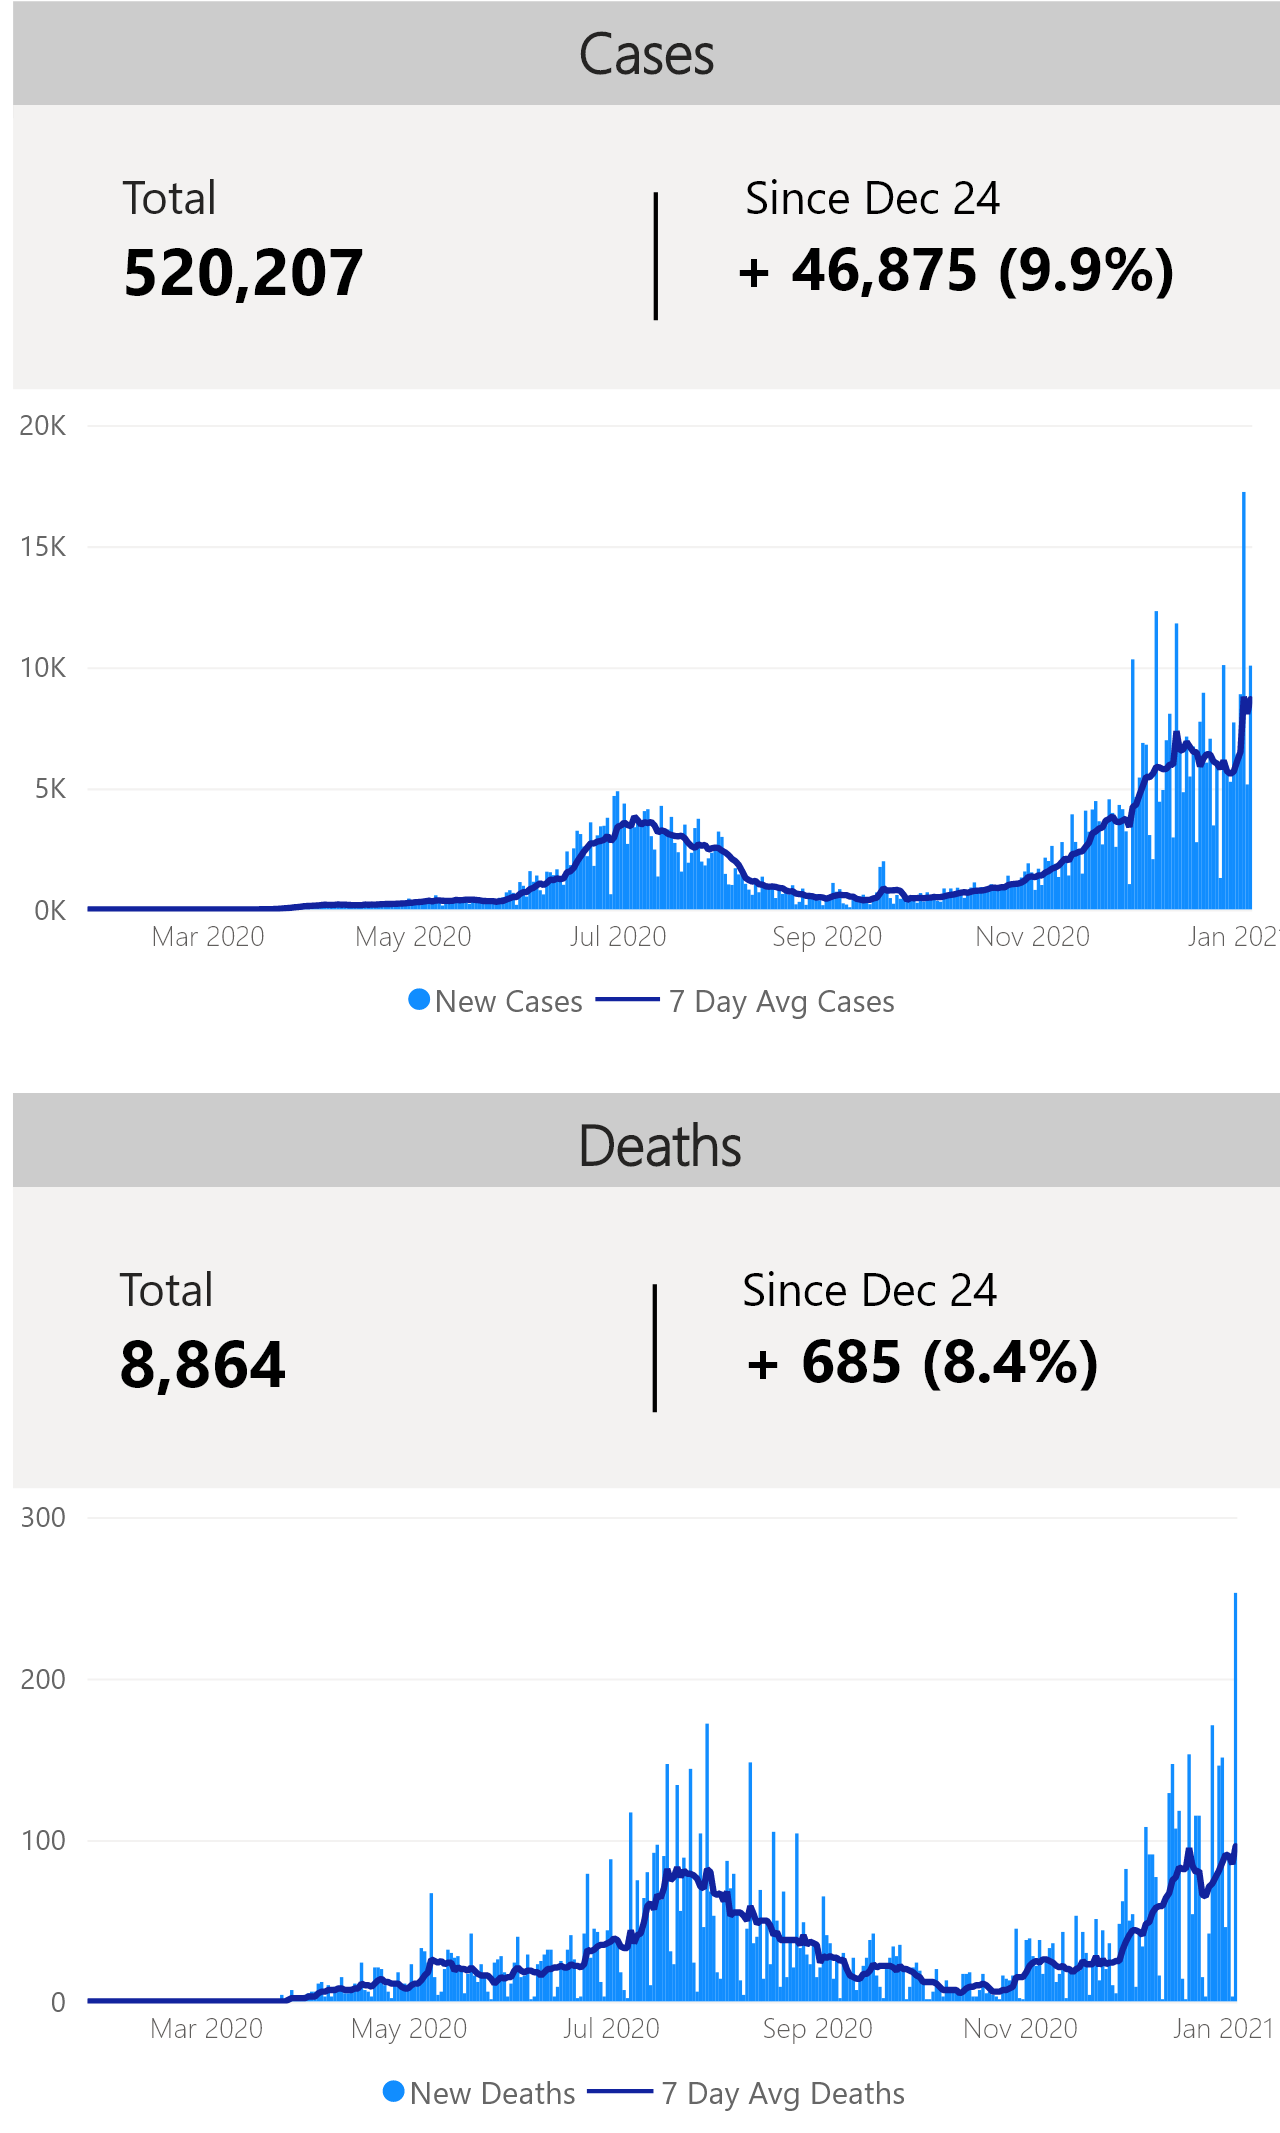 Cases
Total
Since Dec 24
520,207
+ 46,875 (9.9%)
20K
15K
10K
5K
0K
Mar 2020 May 2020 Jul 2020 Sep 2020 Nov 2020 Jan 202
New Cases 7 Day Avg Cases
Deaths
Total
Since Dec 24
8,864
+ 685 (8.4%)
300
200
100
0
Mar 2020 May 2020 Jul 2020 Sep 2020 Nov 2020 Jan 2021
New Deaths 7 Day Avg Deaths